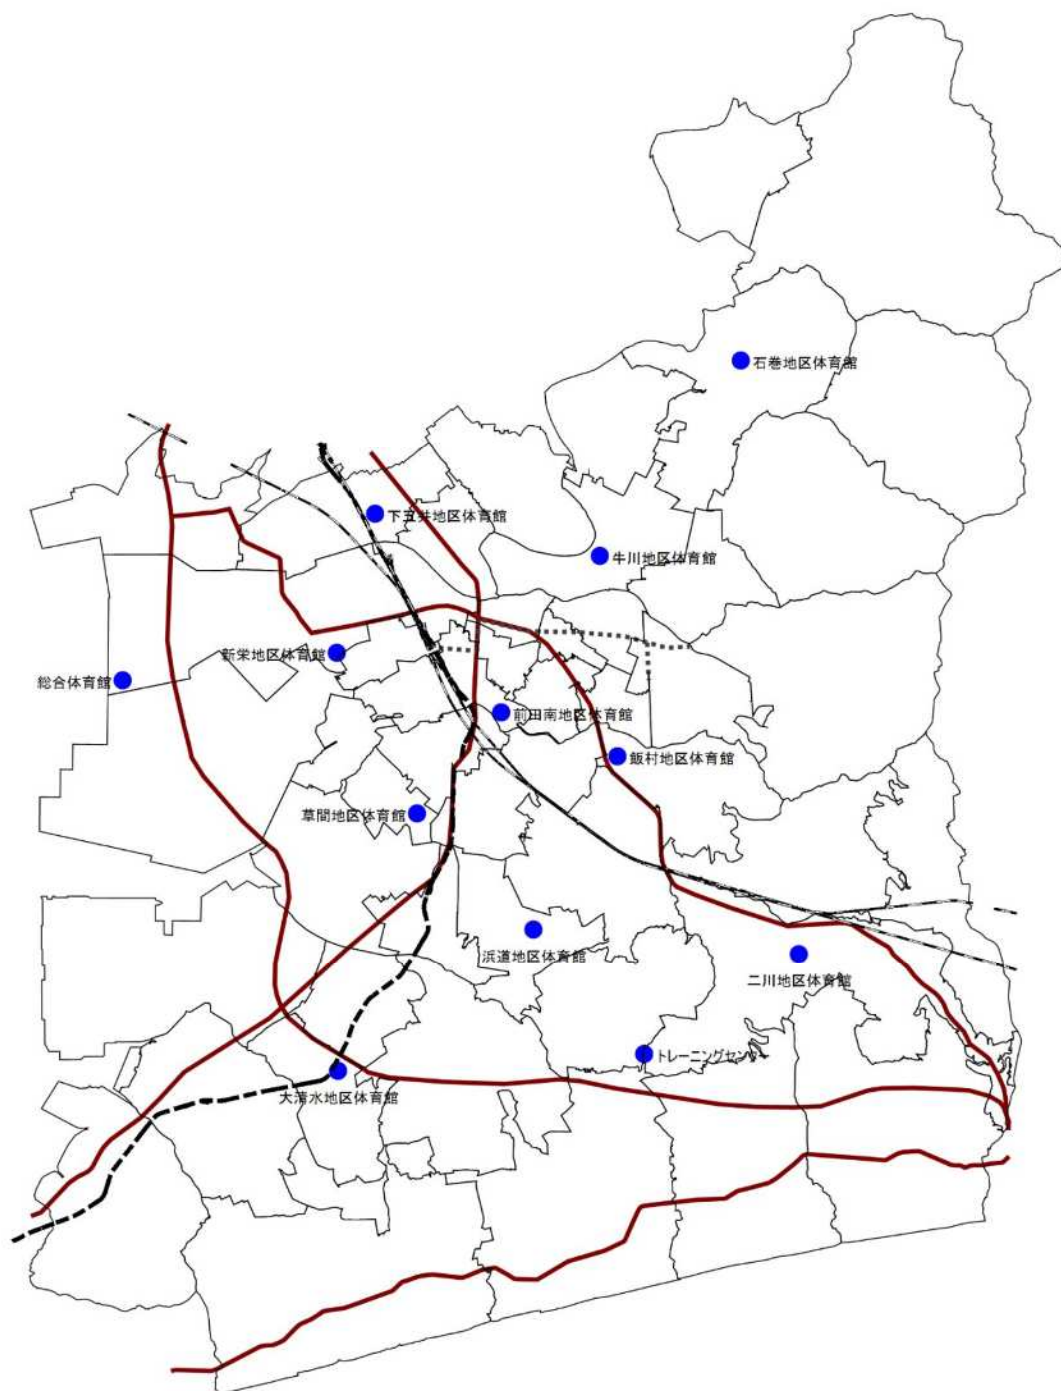 石巻地区体育館
下五井地区体育館
牛川地区体育館
新栄地区体育館
総合体育館
前田南地区体育館
飯村地区体育館
草間地区体育館
浜道地区体育館
二川地区体育館
トレーニングセンター
大清水地区体育館